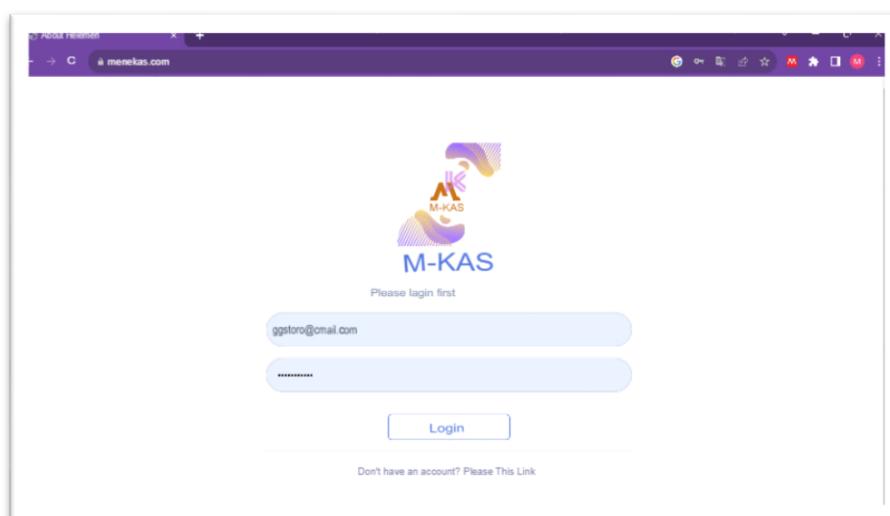 About Helemen
menekas.com
M
M-KAS
M-KAS
Please lagin first
ggstoro@cmail.com
Login
Don't have an account? Please This Link